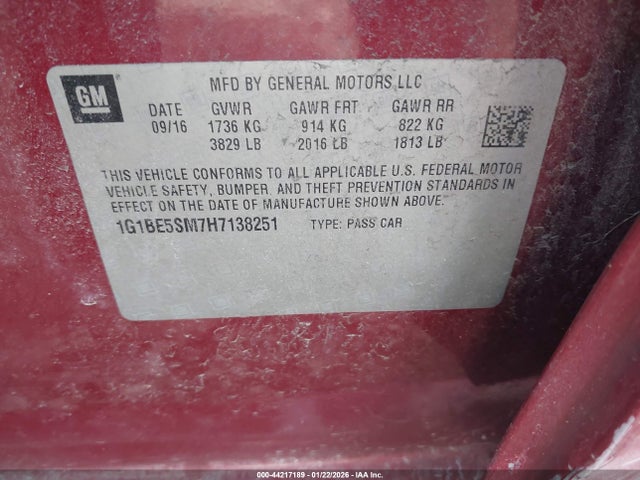 GM
MFD BY GENERAL MOTORS LLC
DATE GVWR GAWR FRT GAWR RR
09/16 1736 KG 914 KG 822 KG
3829 LB 2016 LB 1813 LB
THIS VEHICLE CONFORMS TO ALL APPLICABLE U.S. FEDERAL MOTOR
VEHICLE SAFETY, BUMPER, AND THEFT PREVENTION STANDARDS IN
EFFECT ON THE DATE OF MANUFACTURE SHOWN ABOVE.
1G1BE5SM7H7138251 TYPE: PASS CAR
000-44217189 - 01/22/2026 - IAA Inc.